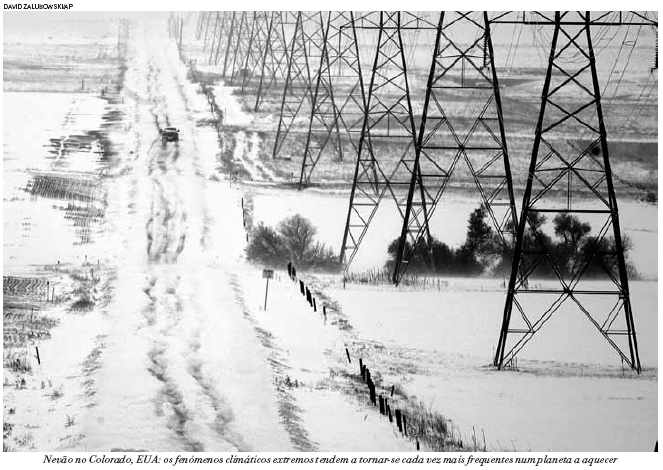 DAVID ZALUBOWSKI/AP
Nevão no Colorado, EUA: os fenómenos climáticos extremos tendem a tornar-se cada vez mais frequentes num planeta a aquecer